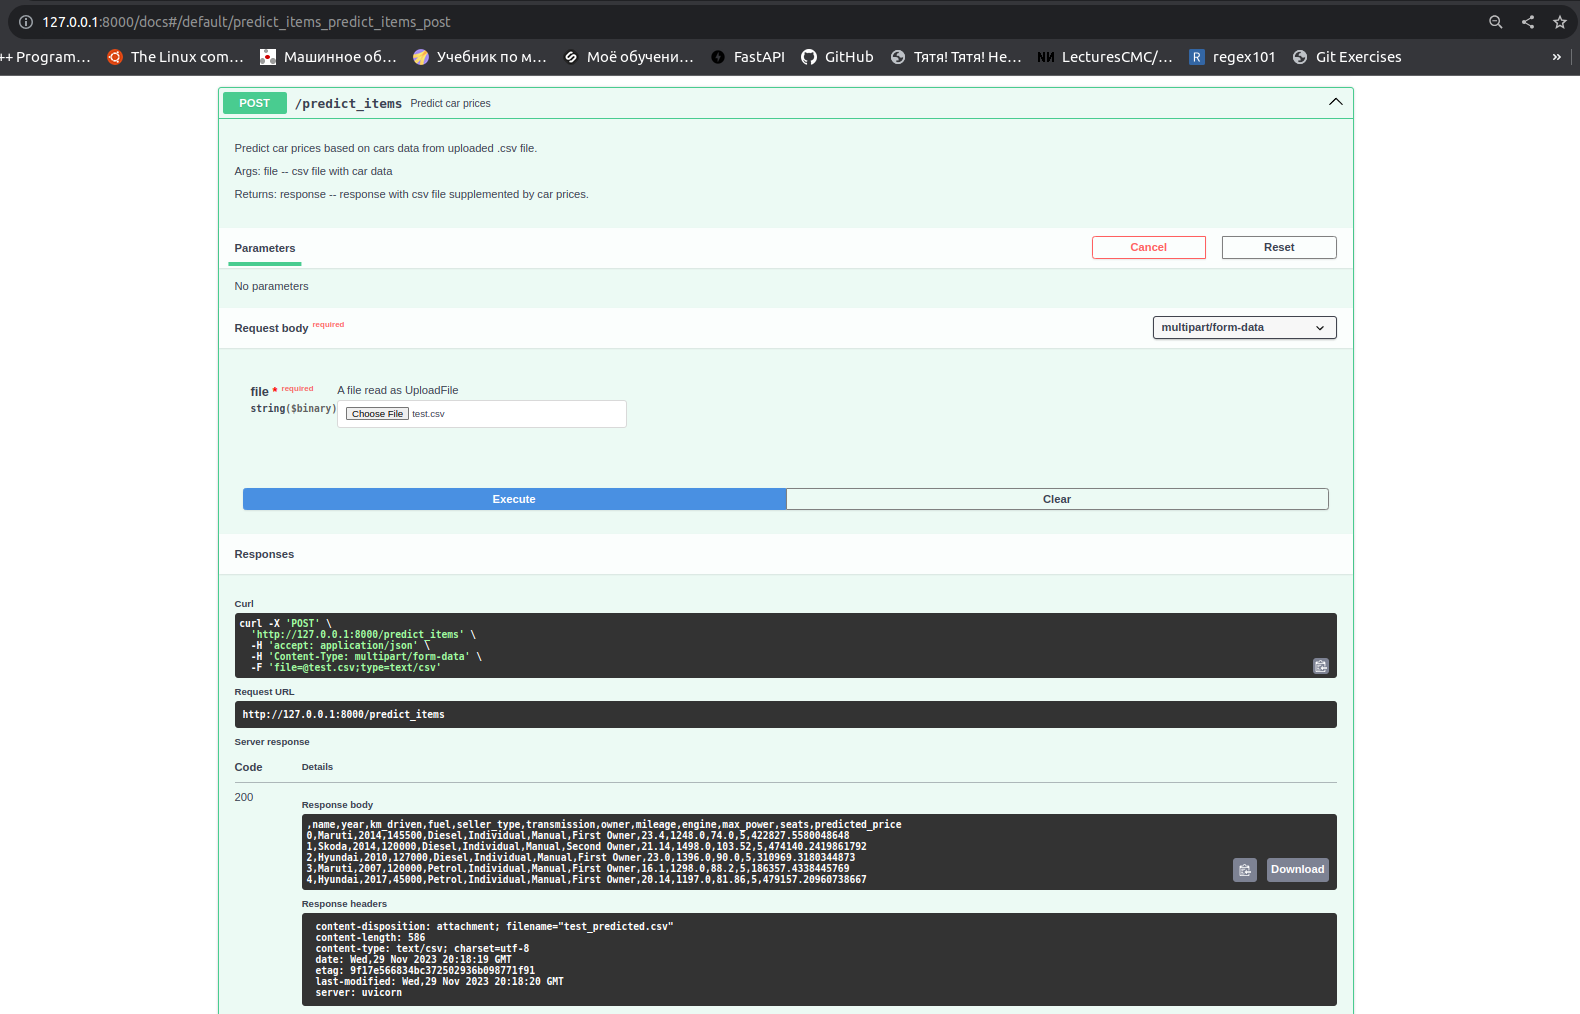 127.0.0.1:8000/docs#/default/predict_items_predict_items_post
++ Program... The Linux com... Машинное об... Учебник по м... Моё обучени... FastAPI GitHub Тятя! Тятя! Не... LecturesCMC/... regex101 Git Exercises »
POST /predict_items Predict car prices
Predict car prices based on cars data from uploaded .csv file.
Args: file -- csv file with car data
Returns: response -- response with csv file supplemented by car prices.
Parameters Cancel Reset
No parameters
Request body required multipart/form-data
file * required A file read as UploadFile
string($binary) Choose File test.csv
Execute Clear
Responses
Curl
curl -X 'POST' \
'http://127.0.0.1:8000/predict_items' \
-H 'accept: application/json' \
-H 'Content-Type: multipart/form-data' \
-F 'file=@test.csv;type=text/csv'
Request URL
http://127.0.0.1:8000/predict_items
Server response
Code Details
200
Response body
,name,year,km_driven,fuel,seller_type,transmission,owner,mileage,engine,max_power,seats,predicted_price
0,Maruti,2014,145500,Diesel,Individual,Manual,First Owner,23.4,1248.0,74.0,5,422827.5580048648
1,Skoda,2014,120000,Diesel,Individual,Manual,Second Owner,21.14,1498.0,103.52,5,474140.2419861792
2,Hyundai,2010,127000,Diesel,Individual,Manual,First Owner,23.0,1396.0,90.0,5,310969.3180344873
3,Maruti,2007,120000,Petrol,Individual,Manual,First Owner,16.1,1298.0,88.2,5,186357.4338445769
4,Hyundai,2017,45000,Petrol,Individual,Manual,First Owner,20.14,1197.0,81.86,5,479157.20960738667
Download
Response headers
content-disposition: attachment; filename="test_predicted.csv"
content-length: 586
content-type: text/csv; charset=utf-8
date: Wed,29 Nov 2023 20:18:19 GMT
etag: 9f17e566834bc372502936b098771f91
last-modified: Wed,29 Nov 2023 20:18:20 GMT
server: uvicorn